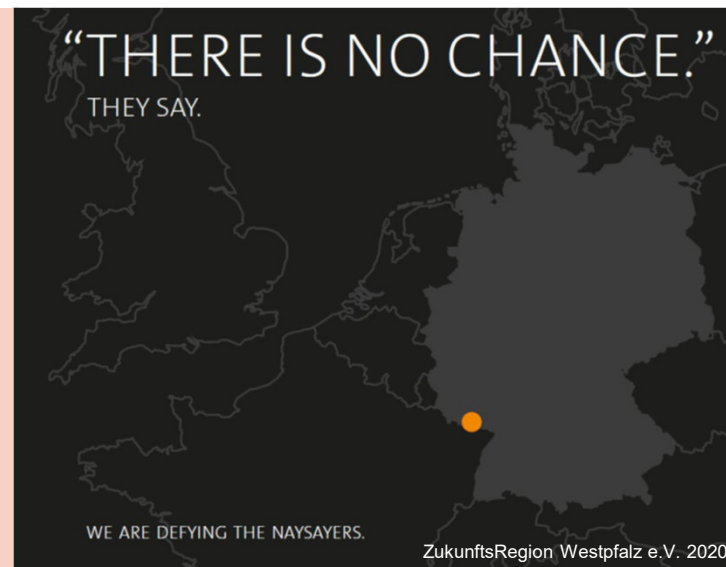 “THERE IS NO CHANCE.”
THEY SAY.
WE ARE DEFYING THE NAYSAYERS.
ZukunftsRegion Westpfalz e.V. 2020